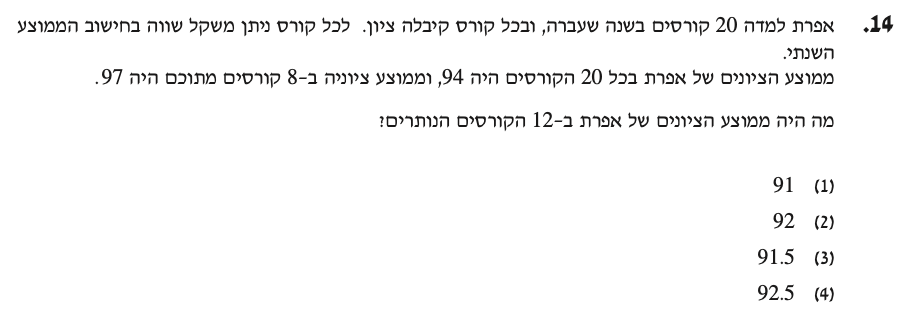 14. אפרת למדה 20 קורסים בשנה שעברה, ובכל קורס קיבלה ציון. לכל קורס ניתן משקל שווה בחישוב הממוצע
השנתי.
ממוצע הציונים של אפרת בכל 20 הקורסים היה 94, וממוצע ציוניה ב-8 קורסים מתוכם היה 97.
מה היה ממוצע הציונים של אפרת ב-12 הקורסים הנותרים?
(1) 91
(2) 92
(3) 91.5
(4) 92.5